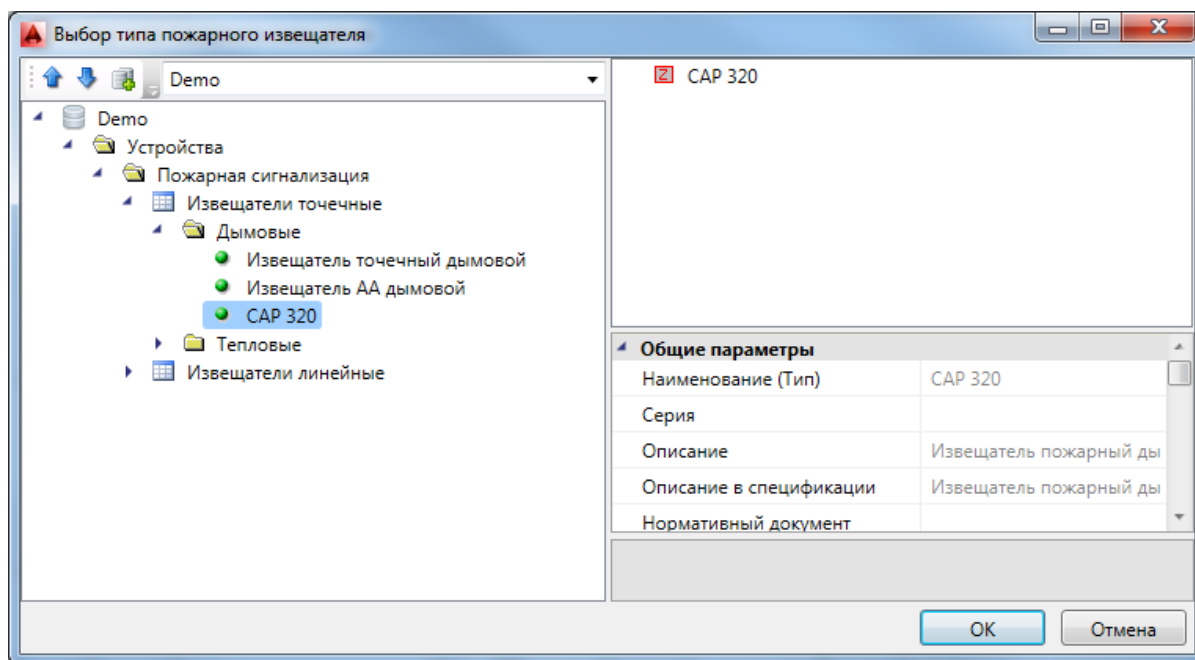 Выбор типа пожарного извещателя
Demo
Demo
Устройства
Пожарная сигнализация
Извещатели точечные
Дымовые
Извещатель точечный дымовой
Извещатель АА дымовой
САР 320
Тепловые
Извещатели линейные
САР 320
Общие параметры
Наименование (Тип) САР 320
Серия
Описание Извещатель пожарный ды
Описание в спецификации Извещатель пожарный ды
Нормативный документ
OK Отмена